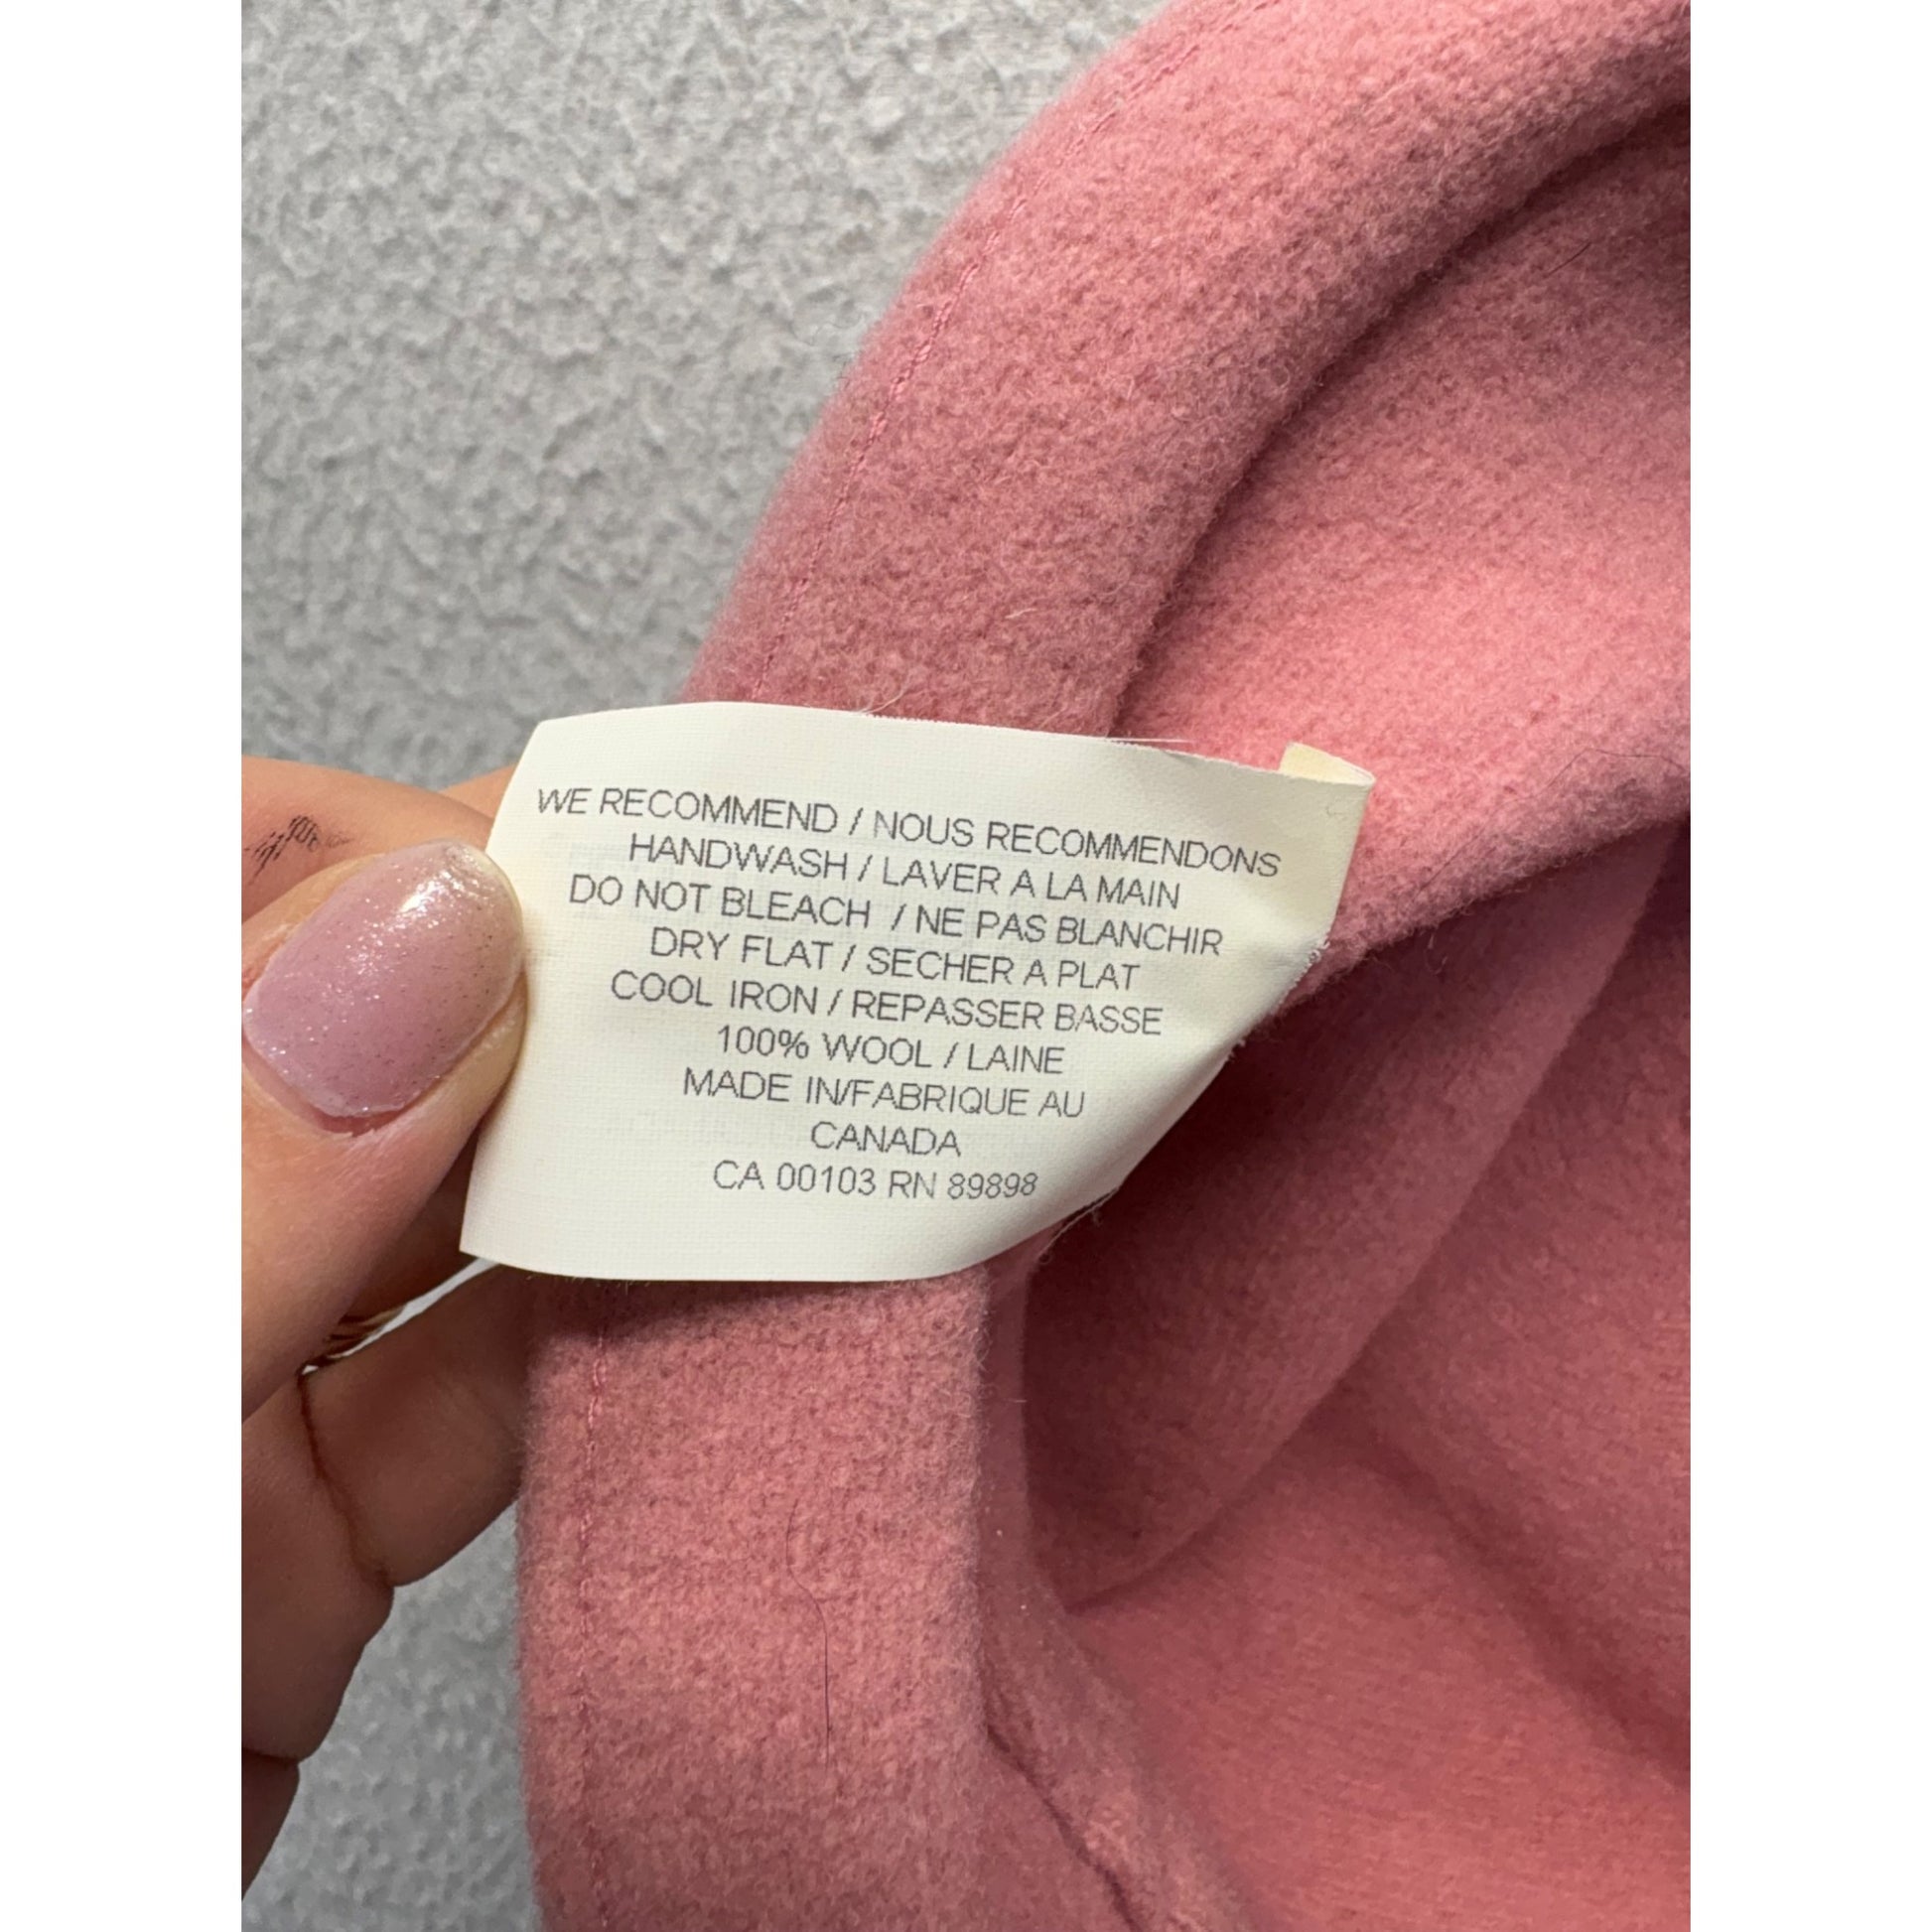 WE RECOMMEND / NOUS RECOMMENDONS
HANDWASH / LAVER A LA MAIN
DO NOT BLEACH / NE PAS BLANCHIR
DRY FLAT / SECHER A PLAT
COOL IRON / REPASSER BASSE
100% WOOL / LAINE
MADE IN/FABRIQUE AU
CANADA
CA 00103 RN 89898